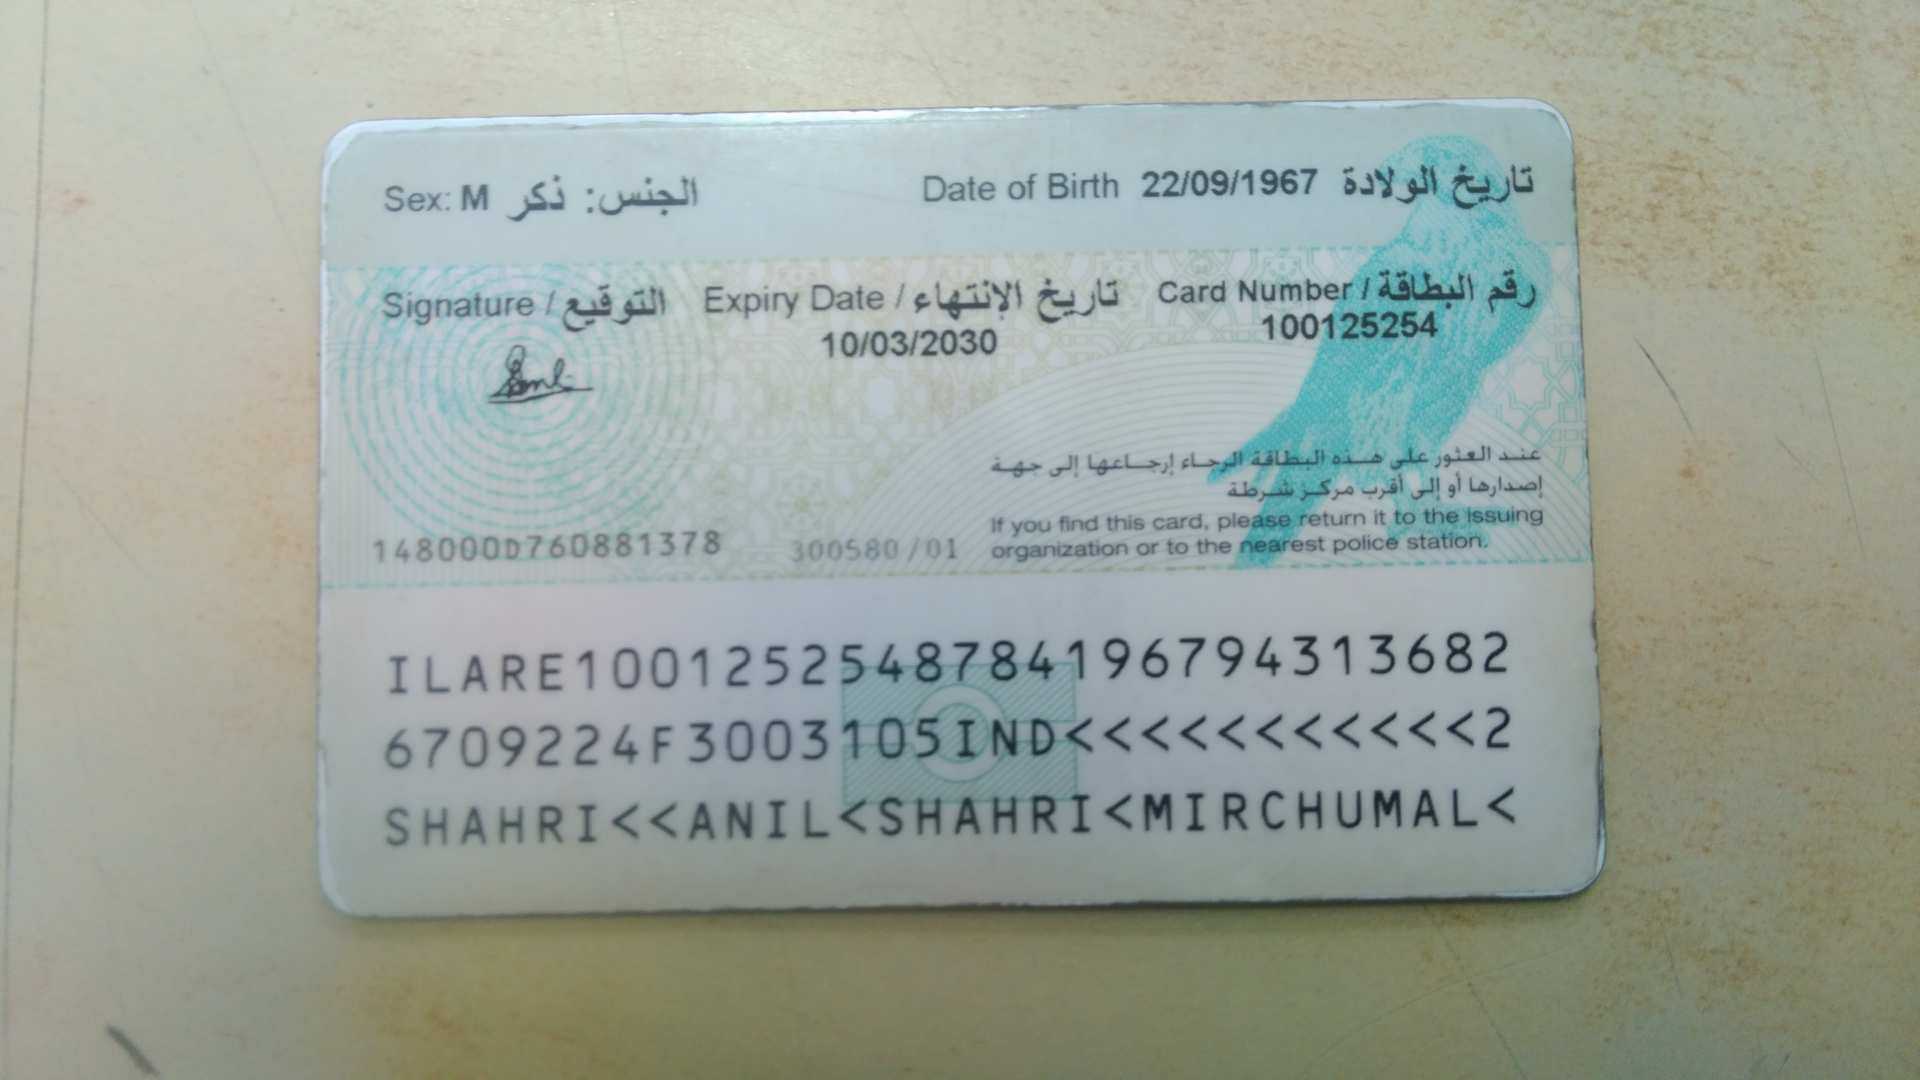 Sex: M الجنس: ذكر
Date of Birth 22/09/1967 تاريخ الولادة
Signature / التوقيع
Expiry Date / تاريخ الإنتهاء
Card Number / رقم البطاقة
10/03/2030
100125254
عند العثور على هذه البطاقة الرجاء إرجاعها إلى جهة
إصدارها أو إلى أقرب مركز شرطة
If you find this card, please return it to the issuing
organization or to the nearest police station.
148000D760881378
300580/01
ILARE1001252548784196794313682
6709224F3003105IND<<<<<<<<<<<2
SHAHRI<<ANIL<SHAHRI<MIRCHUMAL<